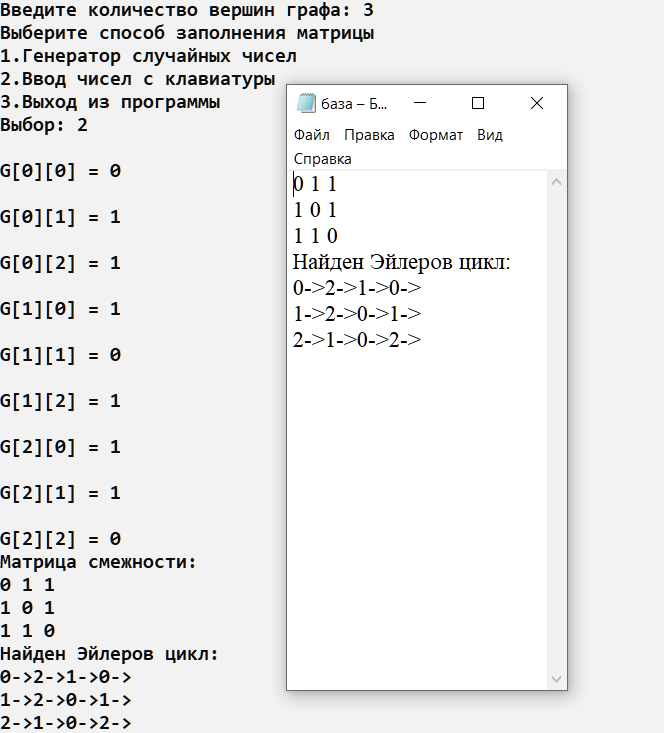 Введите количество вершин графа: 3
Выберите способ заполнения матрицы
1.Генератор случайных чисел
2.Ввод чисел с клавиатуры
3.Выход из программы
Выбор: 2
G[0][0] = 0
G[0][1] = 1
G[0][2] = 1
G[1][0] = 1
G[1][1] = 0
G[1][2] = 1
G[2][0] = 1
G[2][1] = 1
G[2][2] = 0
Матрица смежности:
0 1 1
1 0 1
1 1 0
Найден Эйлеров цикл:
0->2->1->0->
1->2->0->1->
2->1->0->2->
база – Б...
Файл Правка Формат Вид
Справка
0 1 1
1 0 1
1 1 0
Найден Эйлеров цикл:
0->2->1->0->
1->2->0->1->
2->1->0->2->